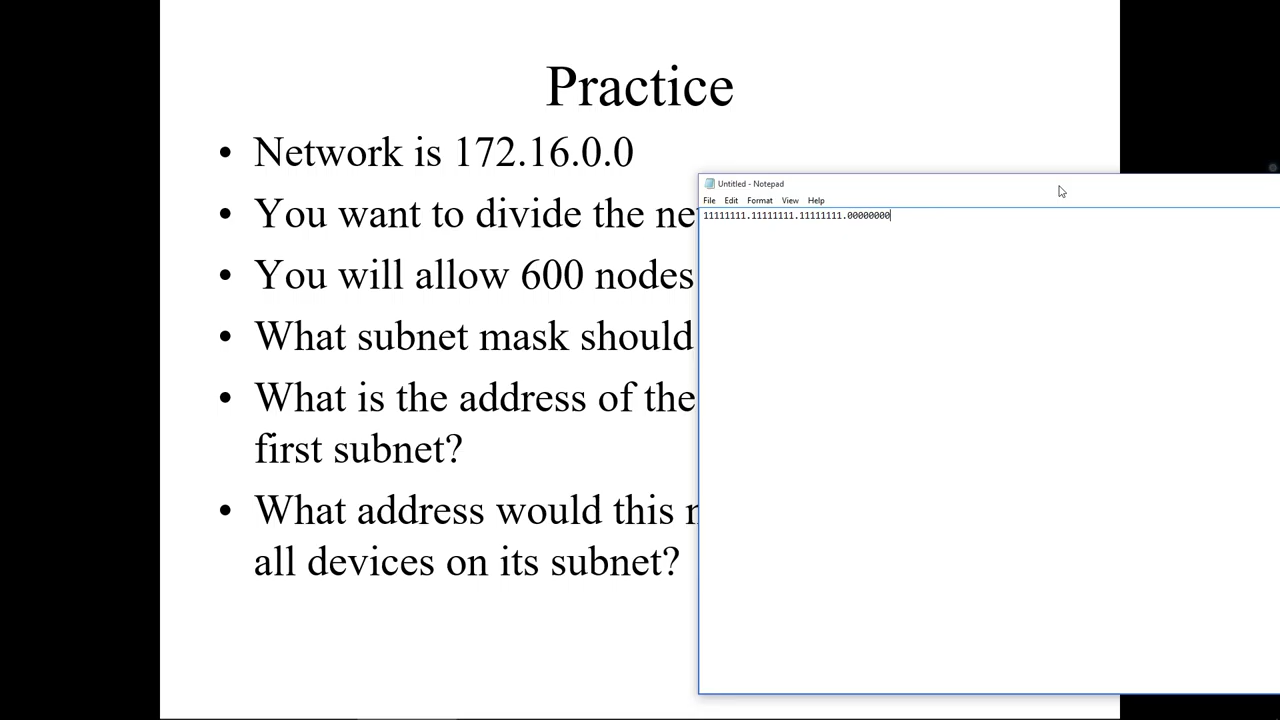 Practice
• Network is 172.16.0.0
• You want to divide the
• You will allow 600 nodes
• What subnet mask should
• What is the address of the
first subnet?
• What address would this
all devices on its subnet?
Untitled - Notepad
File Edit Format View Help
11111111.11111111.11111111.00000000